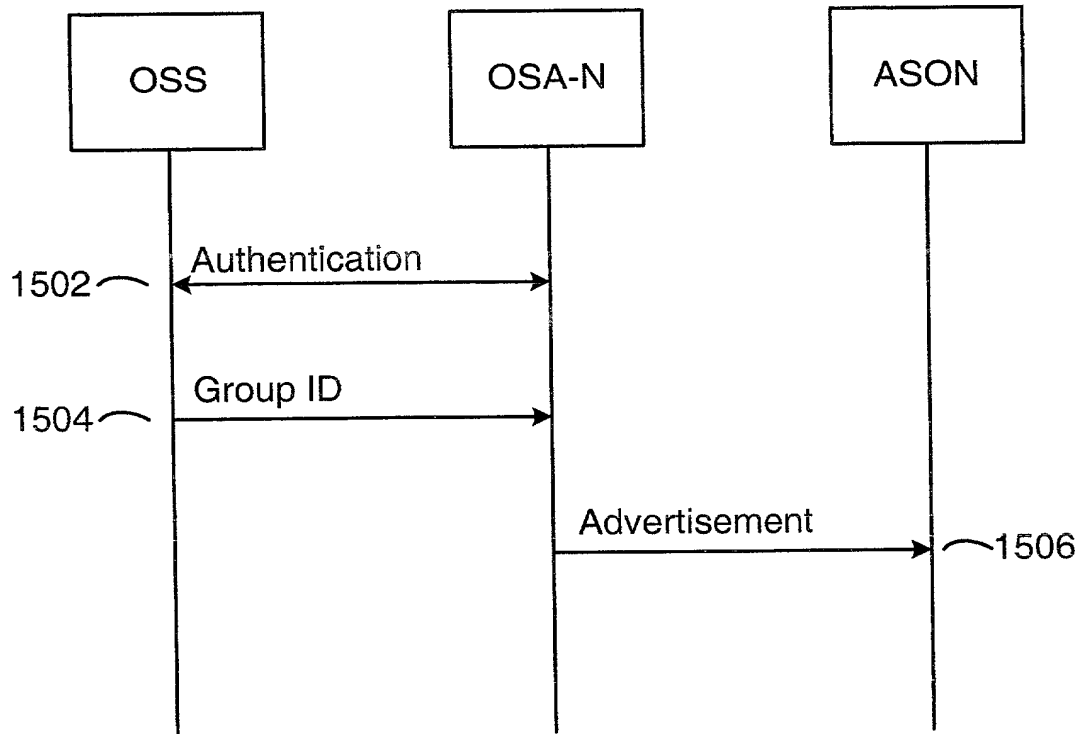 OSS
OSA-N
ASON
Authentication
1502
Group ID
1504
Advertisement
1506